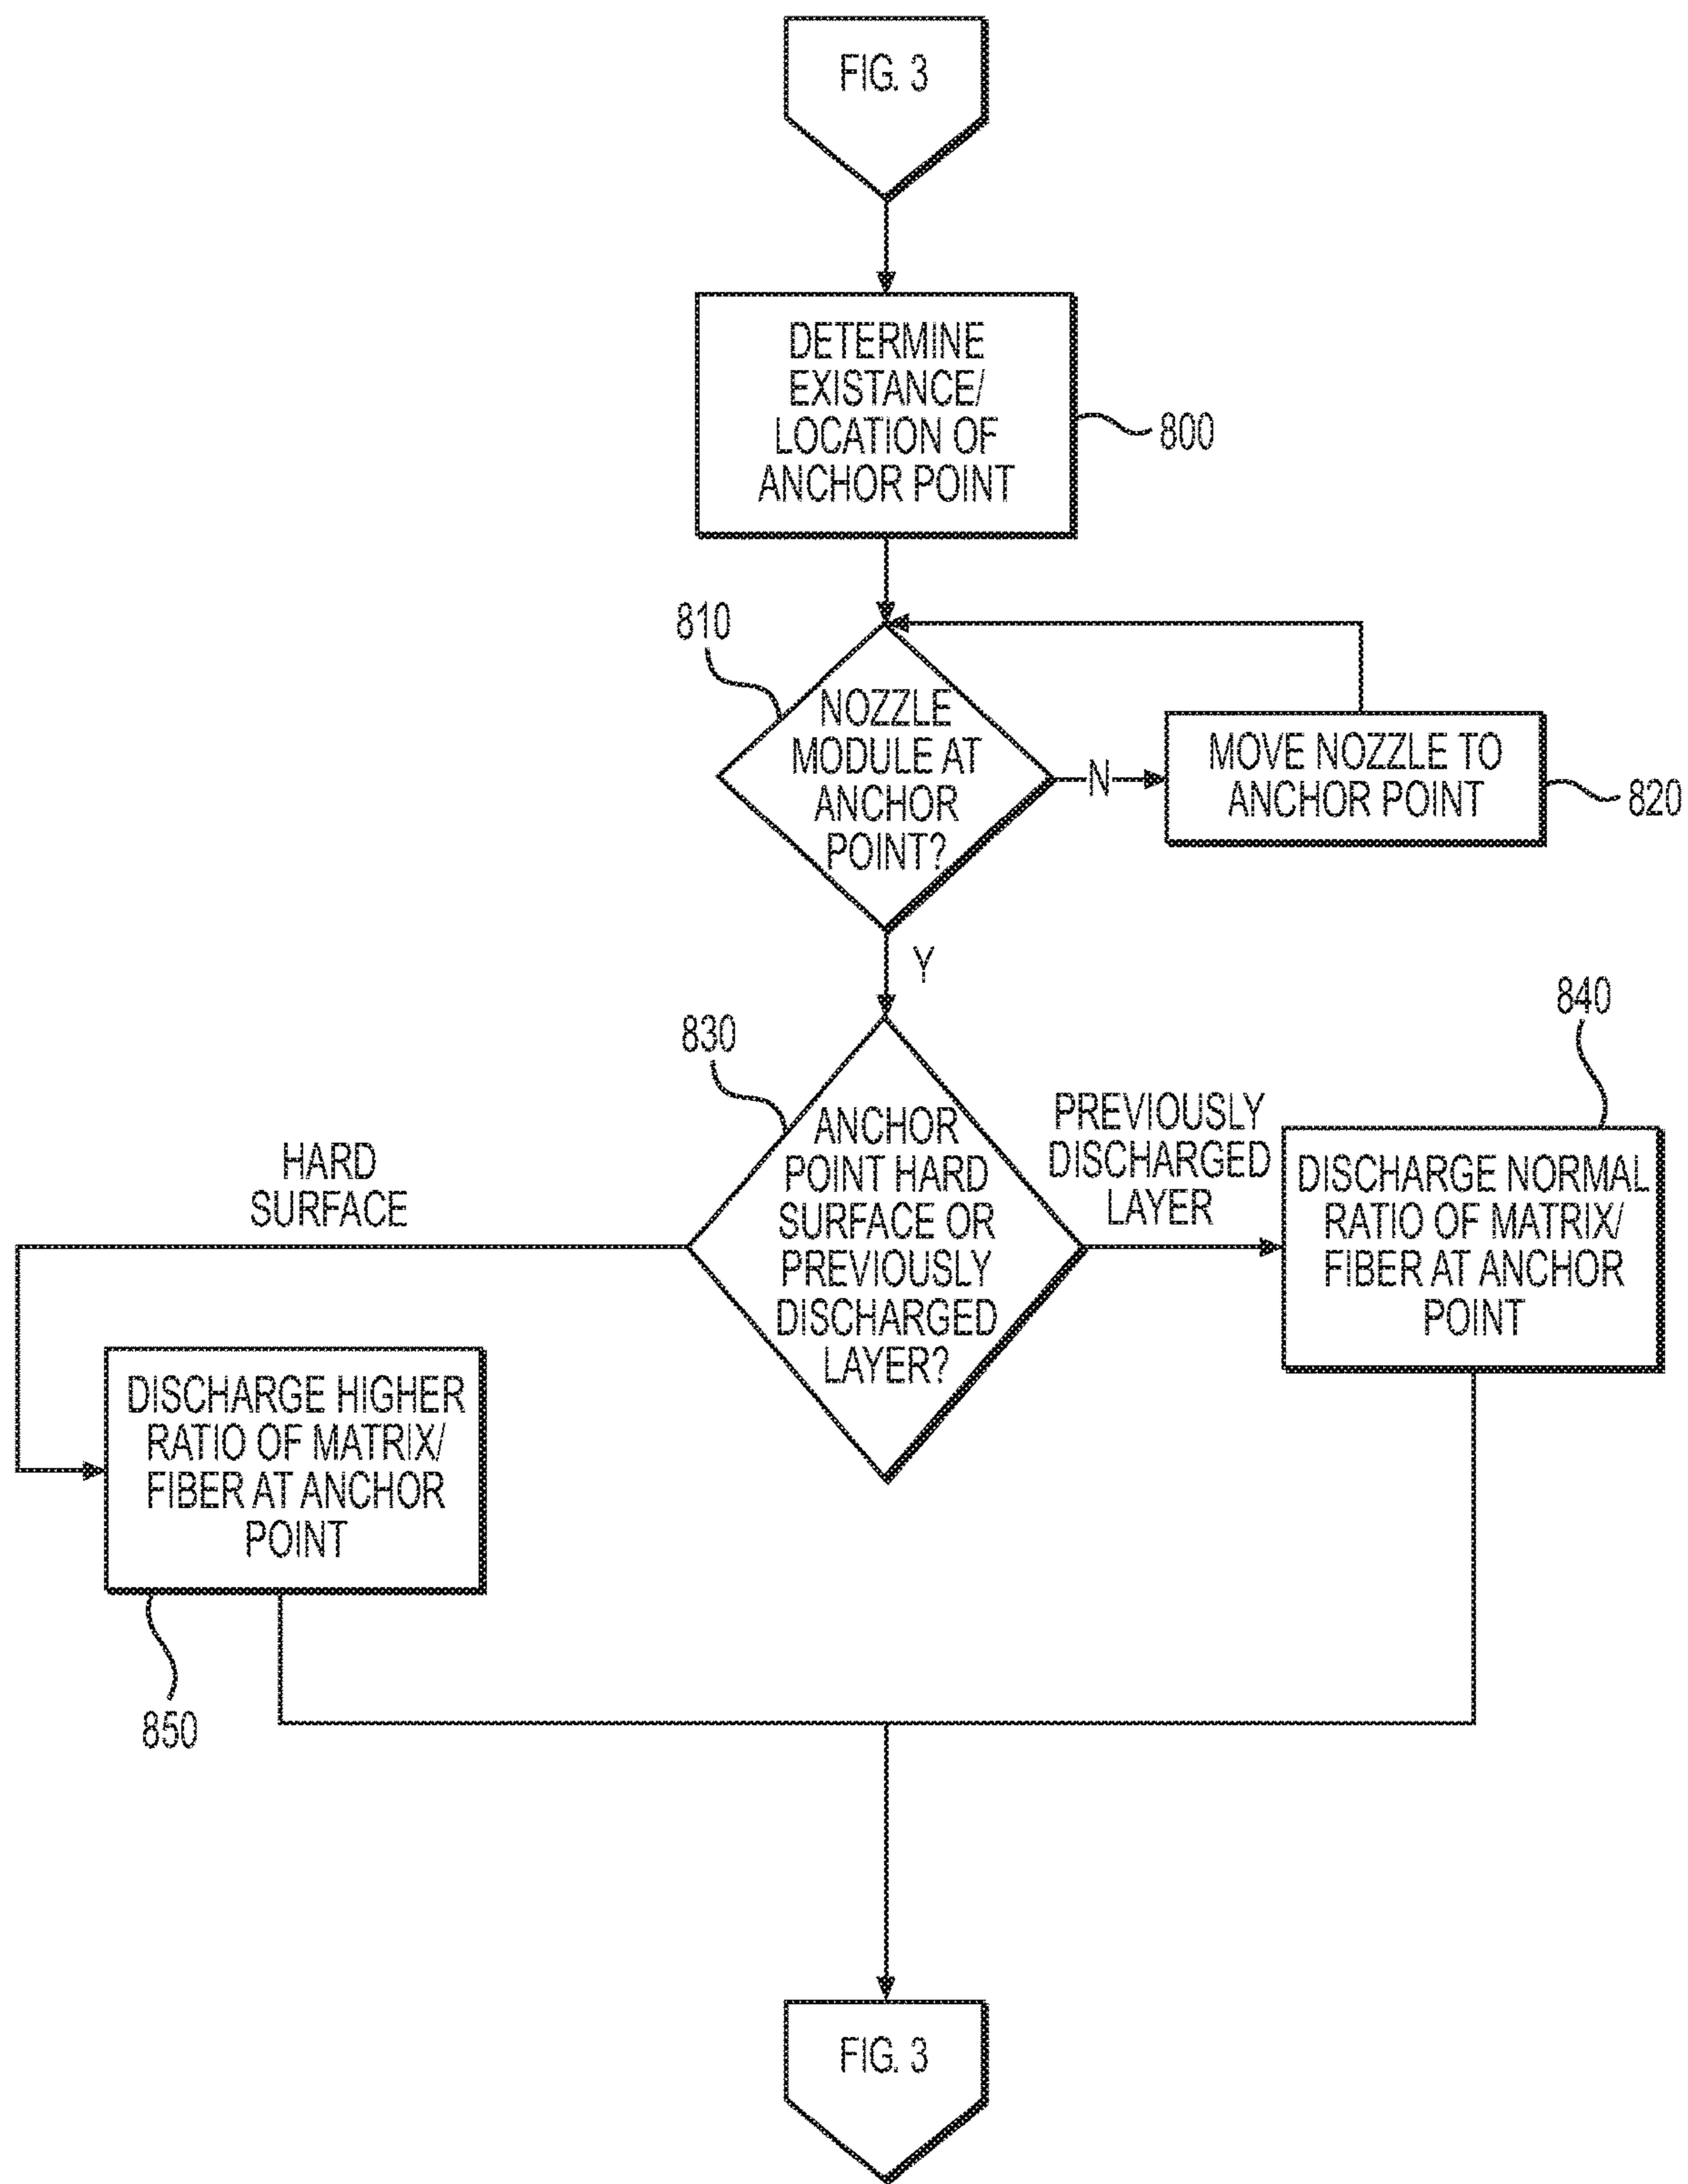 FIG. 3
DETERMINE
EXISTANCE/
LOCATION OF
ANCHOR POINT
800
810
NOZZLE
MODULE AT
ANCHOR
POINT?
N
MOVE NOZZLE TO
ANCHOR POINT
820
Y
830
ANCHOR
POINT HARD
SURFACE OR
PREVIOUSLY
DISCHARGED
LAYER?
PREVIOUSLY
DISCHARGED
LAYER
840
DISCHARGE NORMAL
RATIO OF MATRIX/
FIBER AT ANCHOR
POINT
HARD
SURFACE
DISCHARGE HIGHER
RATIO OF MATRIX/
FIBER AT ANCHOR
POINT
850
FIG. 3